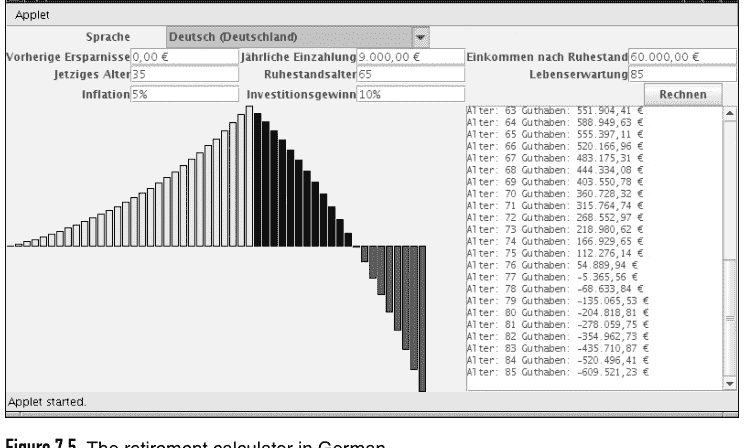 Applet
Sprache Deutsch (Deutschland)
Vorherige Ersparnisse 0,00 € Jährliche Einzahlung 9.000,00 € Einkommen nach Ruhestand 60.000,00 €
Jetziges Alter 35 Ruhestandsalter 65 Lebenserwartung 85
Inflation 5% Investitionsgewinn 10% Rechnen
Alter: 63 Guthaben: 551.904,41 €
Alter: 64 Guthaben: 588.949,63 €
Alter: 65 Guthaben: 555.397,11 €
Alter: 66 Guthaben: 520.166,96 €
Alter: 67 Guthaben: 483.175,31 €
Alter: 68 Guthaben: 444.334,08 €
Alter: 69 Guthaben: 403.550,78 €
Alter: 70 Guthaben: 360.728,32 €
Alter: 71 Guthaben: 315.764,74 €
Alter: 72 Guthaben: 268.552,97 €
Alter: 73 Guthaben: 218.980,62 €
Alter: 74 Guthaben: 166.929,65 €
Alter: 75 Guthaben: 112.276,14 €
Alter: 76 Guthaben: 54.889,94 €
Alter: 77 Guthaben: -5.365,56 €
Alter: 78 Guthaben: -68.633,84 €
Alter: 79 Guthaben: -135.065,53 €
Alter: 80 Guthaben: -204.818,81 €
Alter: 81 Guthaben: -278.059,75 €
Alter: 82 Guthaben: -354.962,73 €
Alter: 83 Guthaben: -435.710,87 €
Alter: 84 Guthaben: -520.496,41 €
Alter: 85 Guthaben: -609.521,23 €
Applet started.
Figure 7.5 The retirement calculator in German